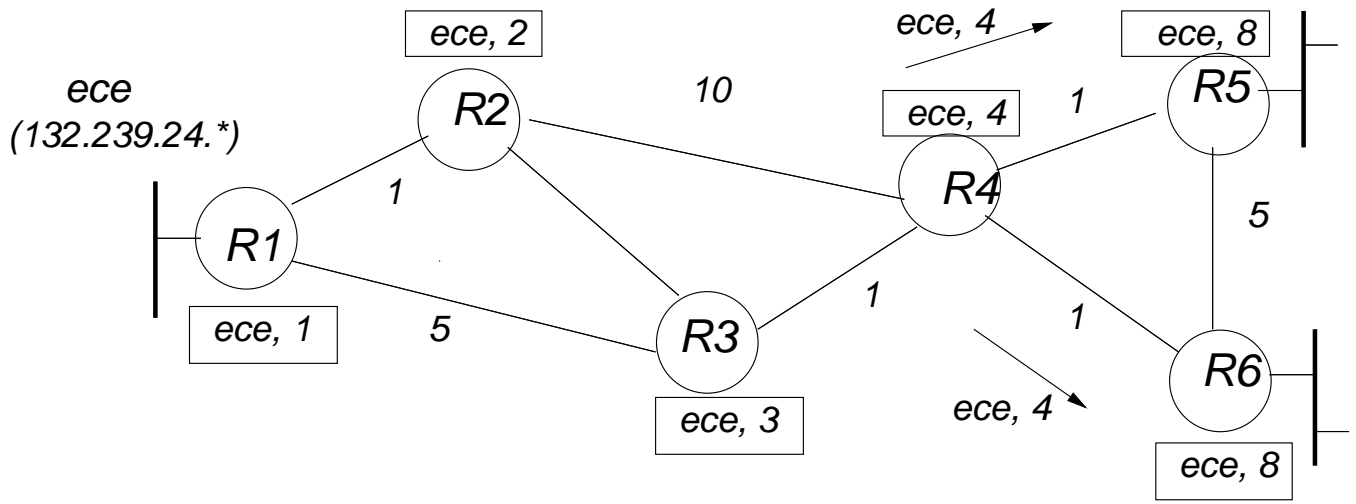 ece, 2
ece, 4
ece, 8
ece
(132.239.24.*)
R2
10
ece, 4
1
R5
1
R4
R1
5
ece, 1
5
R3
1
1
R6
ece, 3
ece, 4
ece, 8